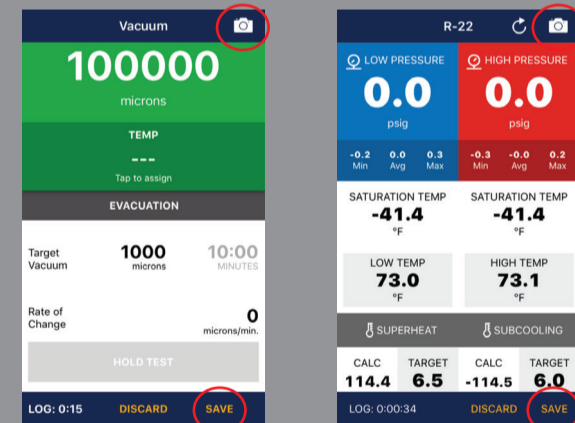 Vacuum
100000
microns
TEMP
---
Tap to assign
EVACUATION
Target Vacuum 1000 microns 10:00 MINUTES
Rate of Change 0 microns/min.
HOLD TEST
LOG: 0:15 DISCARD SAVE
R-22
LOW PRESSURE HIGH PRESSURE
0.0 0.0
psig psig
-0.2 0.0 0.3 -0.3 -0.0 0.2
Min Avg Max Min Avg Max
SATURATION TEMP SATURATION TEMP
-41.4 -41.4
°F °F
LOW TEMP HIGH TEMP
73.0 73.1
°F °F
SUPERHEAT SUBCOOLING
CALC TARGET CALC TARGET
114.4 6.5 -114.5 6.0
LOG: 0:00:34 DISCARD SAVE